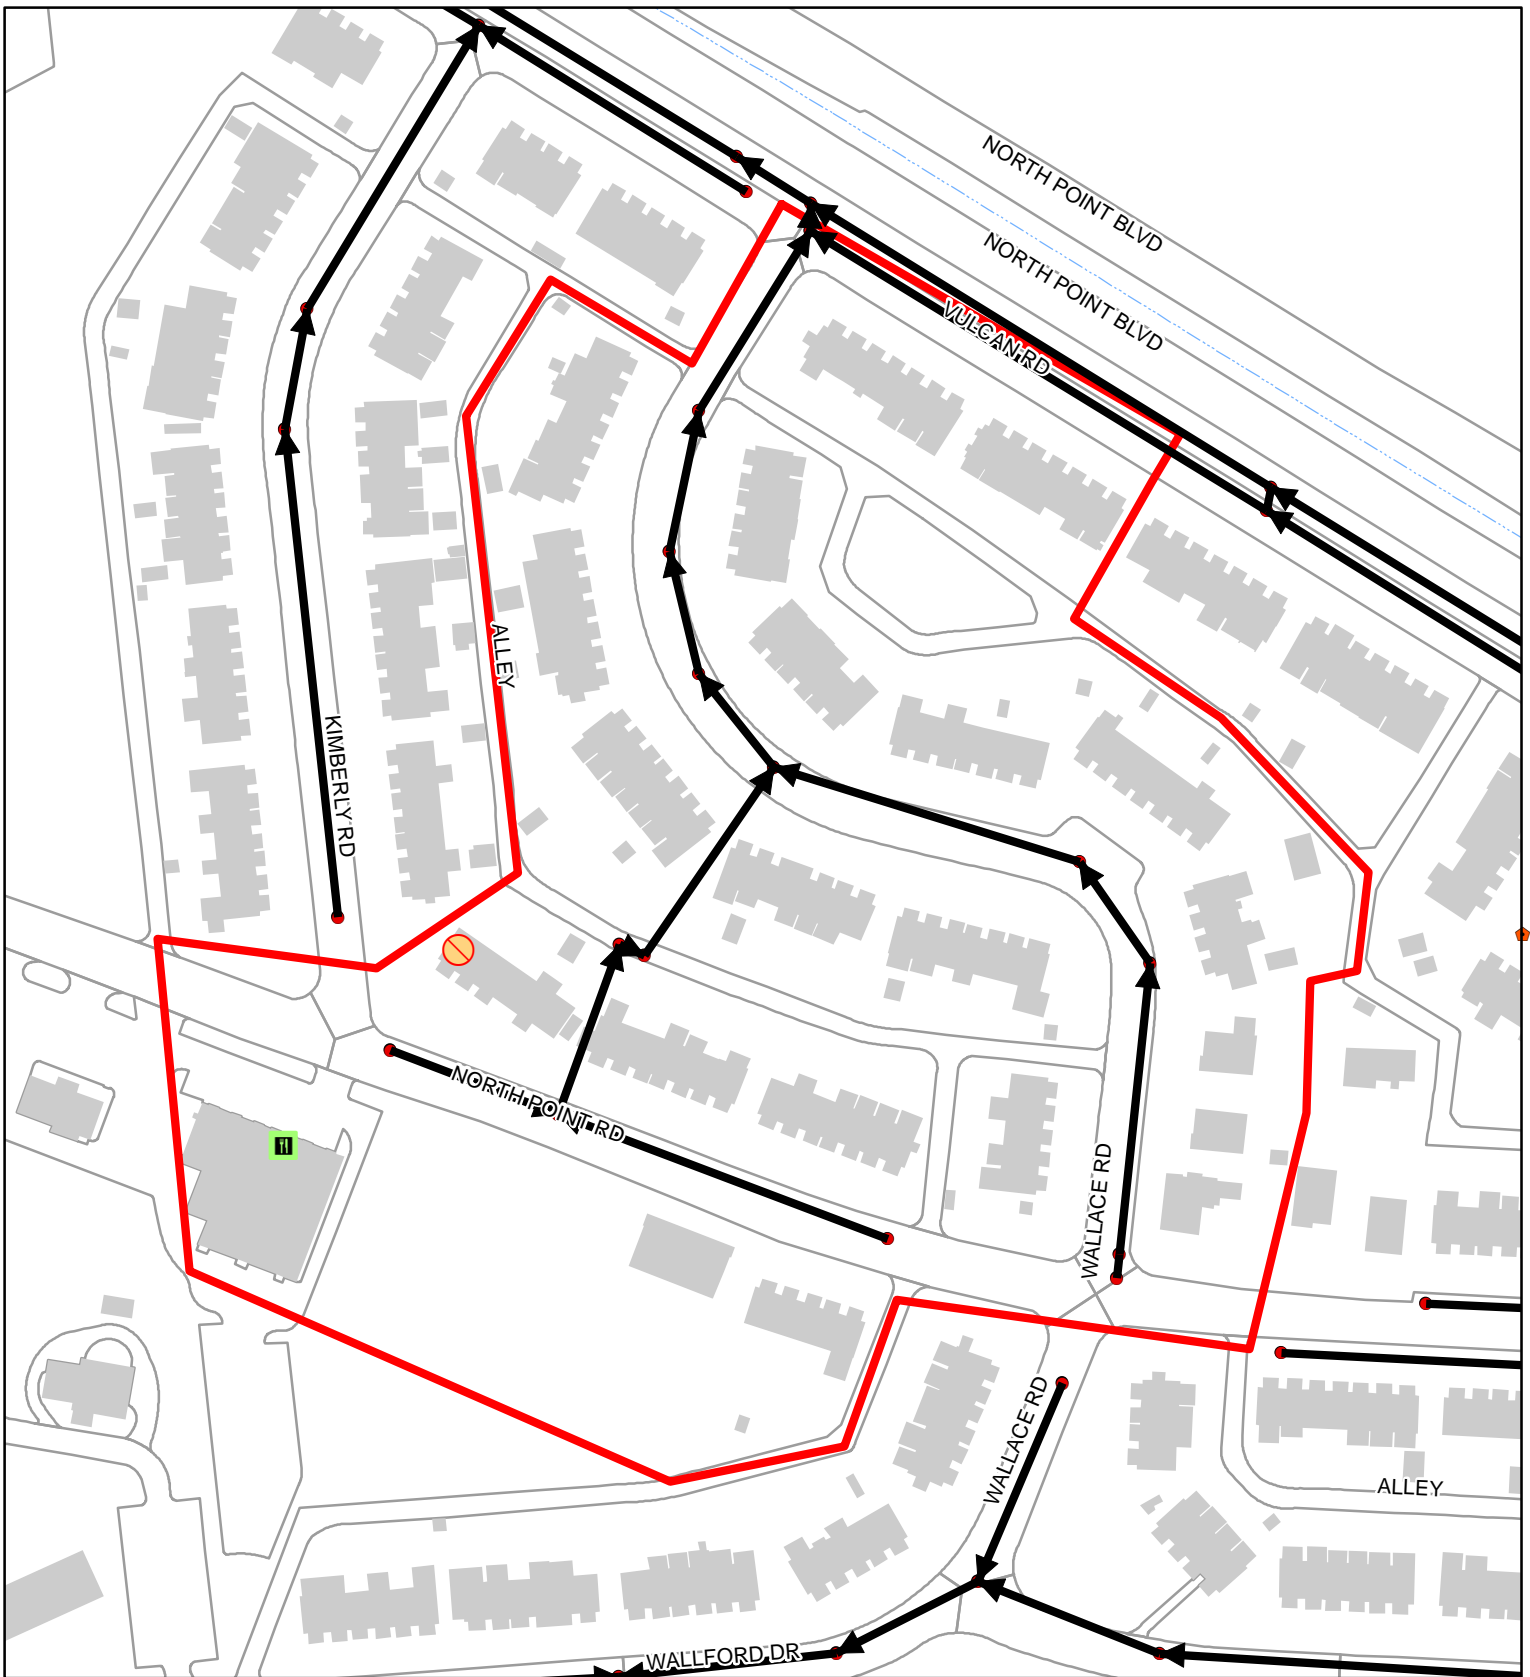 NORTH POINT BLVD
NORTH POINT BLVD
VULCAN RD
ALLEY
KIMBERLY RD
NORTH POINT RD
WALLACE RD
WALLACE RD
ALLEY
WALLFORD DR